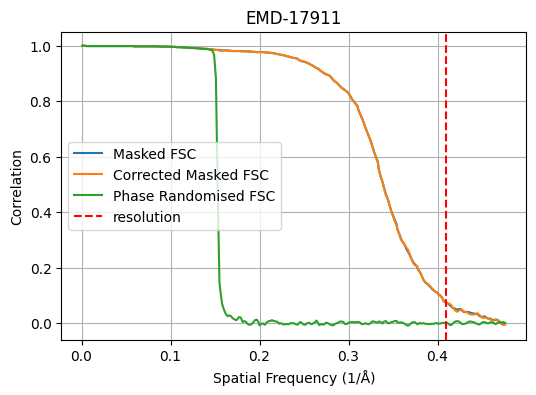 EMD-17911
1.0
0.8
0.6
0.4
0.2
0.0
Correlation
Masked FSC
Corrected Masked FSC
Phase Randomised FSC
resolution
0.0 0.1 0.2 0.3 0.4
Spatial Frequency (1/Å)